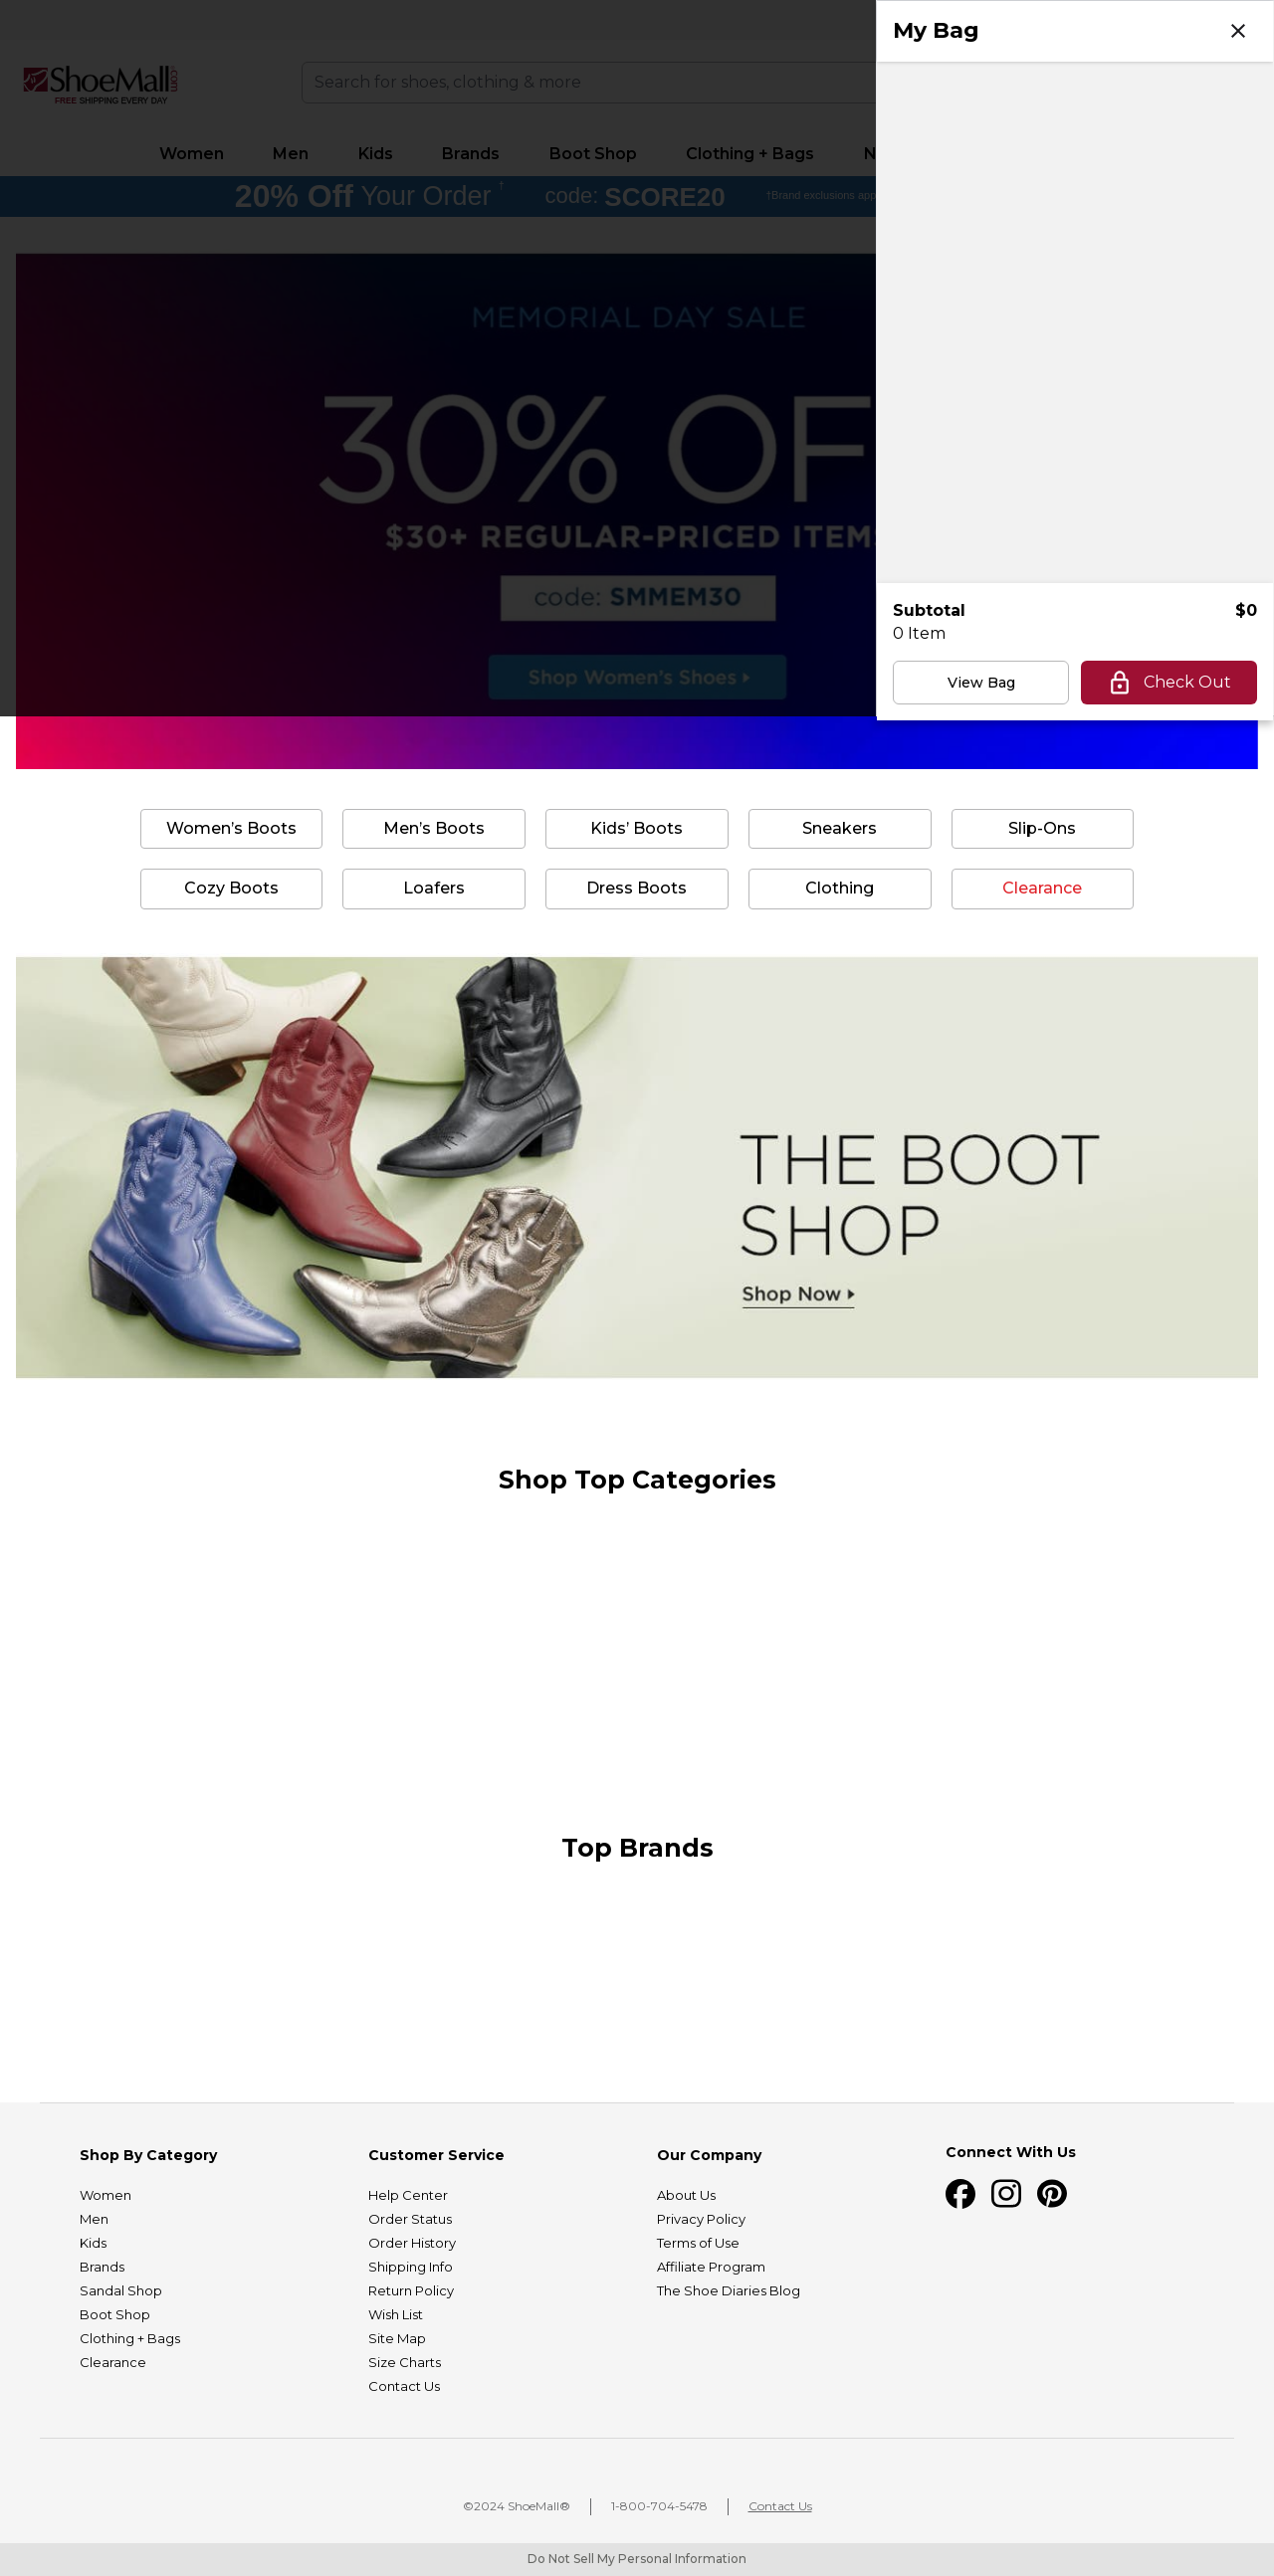 My Bag
ShoeMall.com
FREE SHIPPING EVERY DAY
Search for shoes, clothing & more
Women Men Kids Brands Boot Shop Clothing + Bags
20% Off Your Order † code: SCORE20 †Brand exclusions
MEMORIAL DAY SALE
30% OF
$30+ REGULAR-PRICED ITEMS
code: SMMEM30
Shop Women's Shoes
Subtotal $0
0 Item
View Bag Check Out
Women’s Boots Men’s Boots Kids’ Boots Sneakers Slip-Ons
Cozy Boots Loafers Dress Boots Clothing Clearance
THE BOOT
SHOP
Shop Now
Shop Top Categories
Top Brands
Shop By Category
Women
Men
Kids
Brands
Sandal Shop
Boot Shop
Clothing + Bags
Clearance
Customer Service
Help Center
Order Status
Order History
Shipping Info
Return Policy
Wish List
Site Map
Size Charts
Contact Us
Our Company
About Us
Privacy Policy
Terms of Use
Affiliate Program
The Shoe Diaries Blog
Connect With Us
©2024 ShoeMall® 1-800-704-5478 Contact Us
Do Not Sell My Personal Information